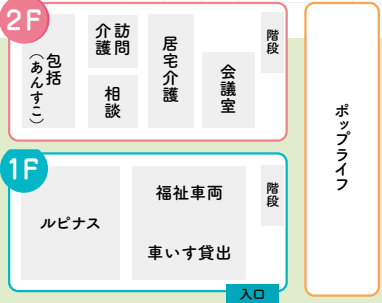 2F
包括
（あんすこ）
訪問
介護
相談
居宅介護
会議室
階段
ポップライフ
1F
ルピナス
福祉車両
車いす貸出
階段
入口